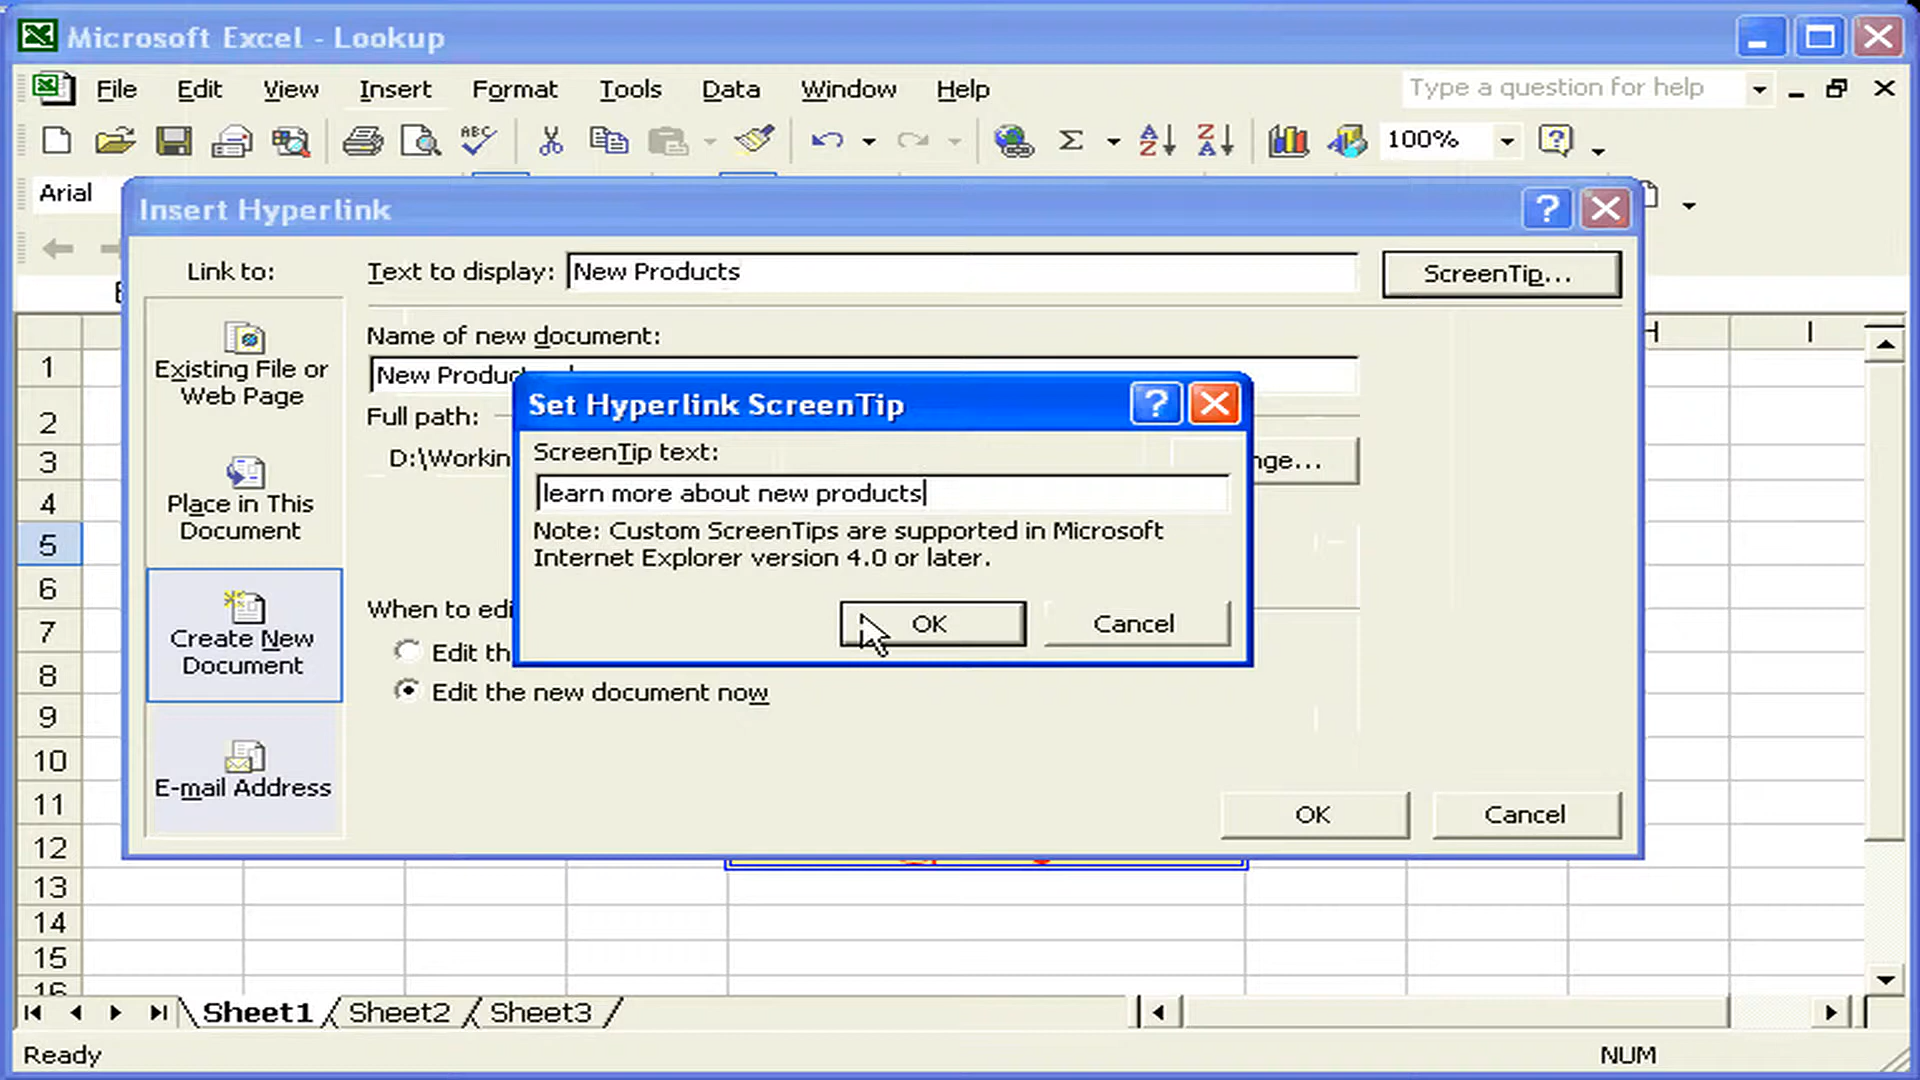 Microsoft Excel - Lookup
File Edit View Insert Format Tools Data Window Help Type a question for help
ABC Σ A Z Z A 100% ?
Arial
Insert Hyperlink ?
Link to: Text to display: New Products ScreenTip...
Name of new document:
New Product
Existing File or
Web Page
Full path:
D:\Workin
Place in This
Document
Set Hyperlink ScreenTip ?
ScreenTip text:
learn more about new products
Note: Custom ScreenTips are supported in Microsoft
Internet Explorer version 4.0 or later.
OK Cancel
When to edi
Edit th
Edit the new document now
Create New
Document
E-mail Address
OK Cancel
H I
1
2
3
4
5
6
7
8
9
10
11
12
13
14
15
16
Sheet1 Sheet2 Sheet3
Ready NUM